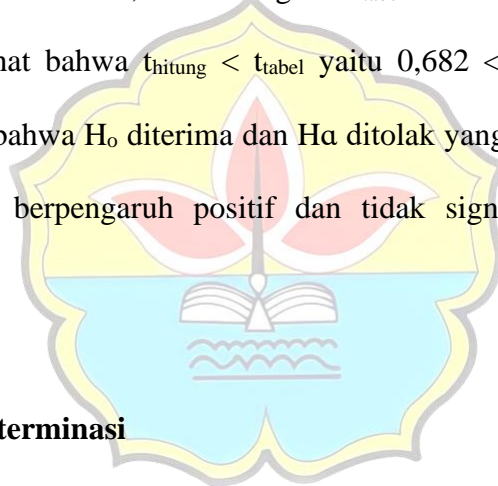 hat bahwa t_hitung < t_tabel yaitu 0,682 <
bahwa H_o diterima dan Hɑ ditolak yang
berpengaruh positif dan tidak sign
terminasi